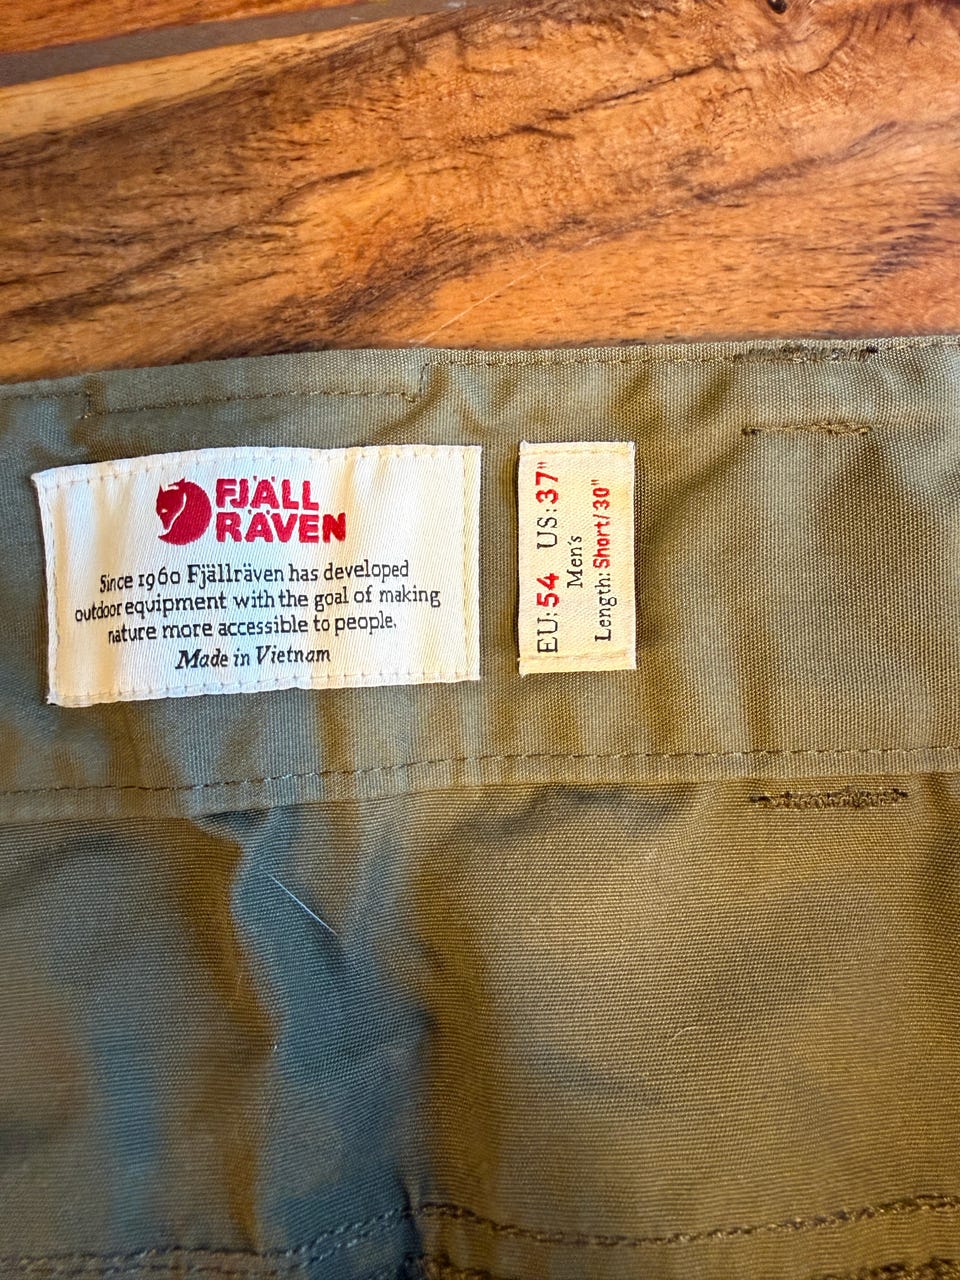 FJÄLL
RÄVEN
Since 1960 Fjällräven has developed
outdoor equipment with the goal of making
nature more accessible to people.
Made in Vietnam
EU: 54 US: 37"
Men's
Length: Short/30"